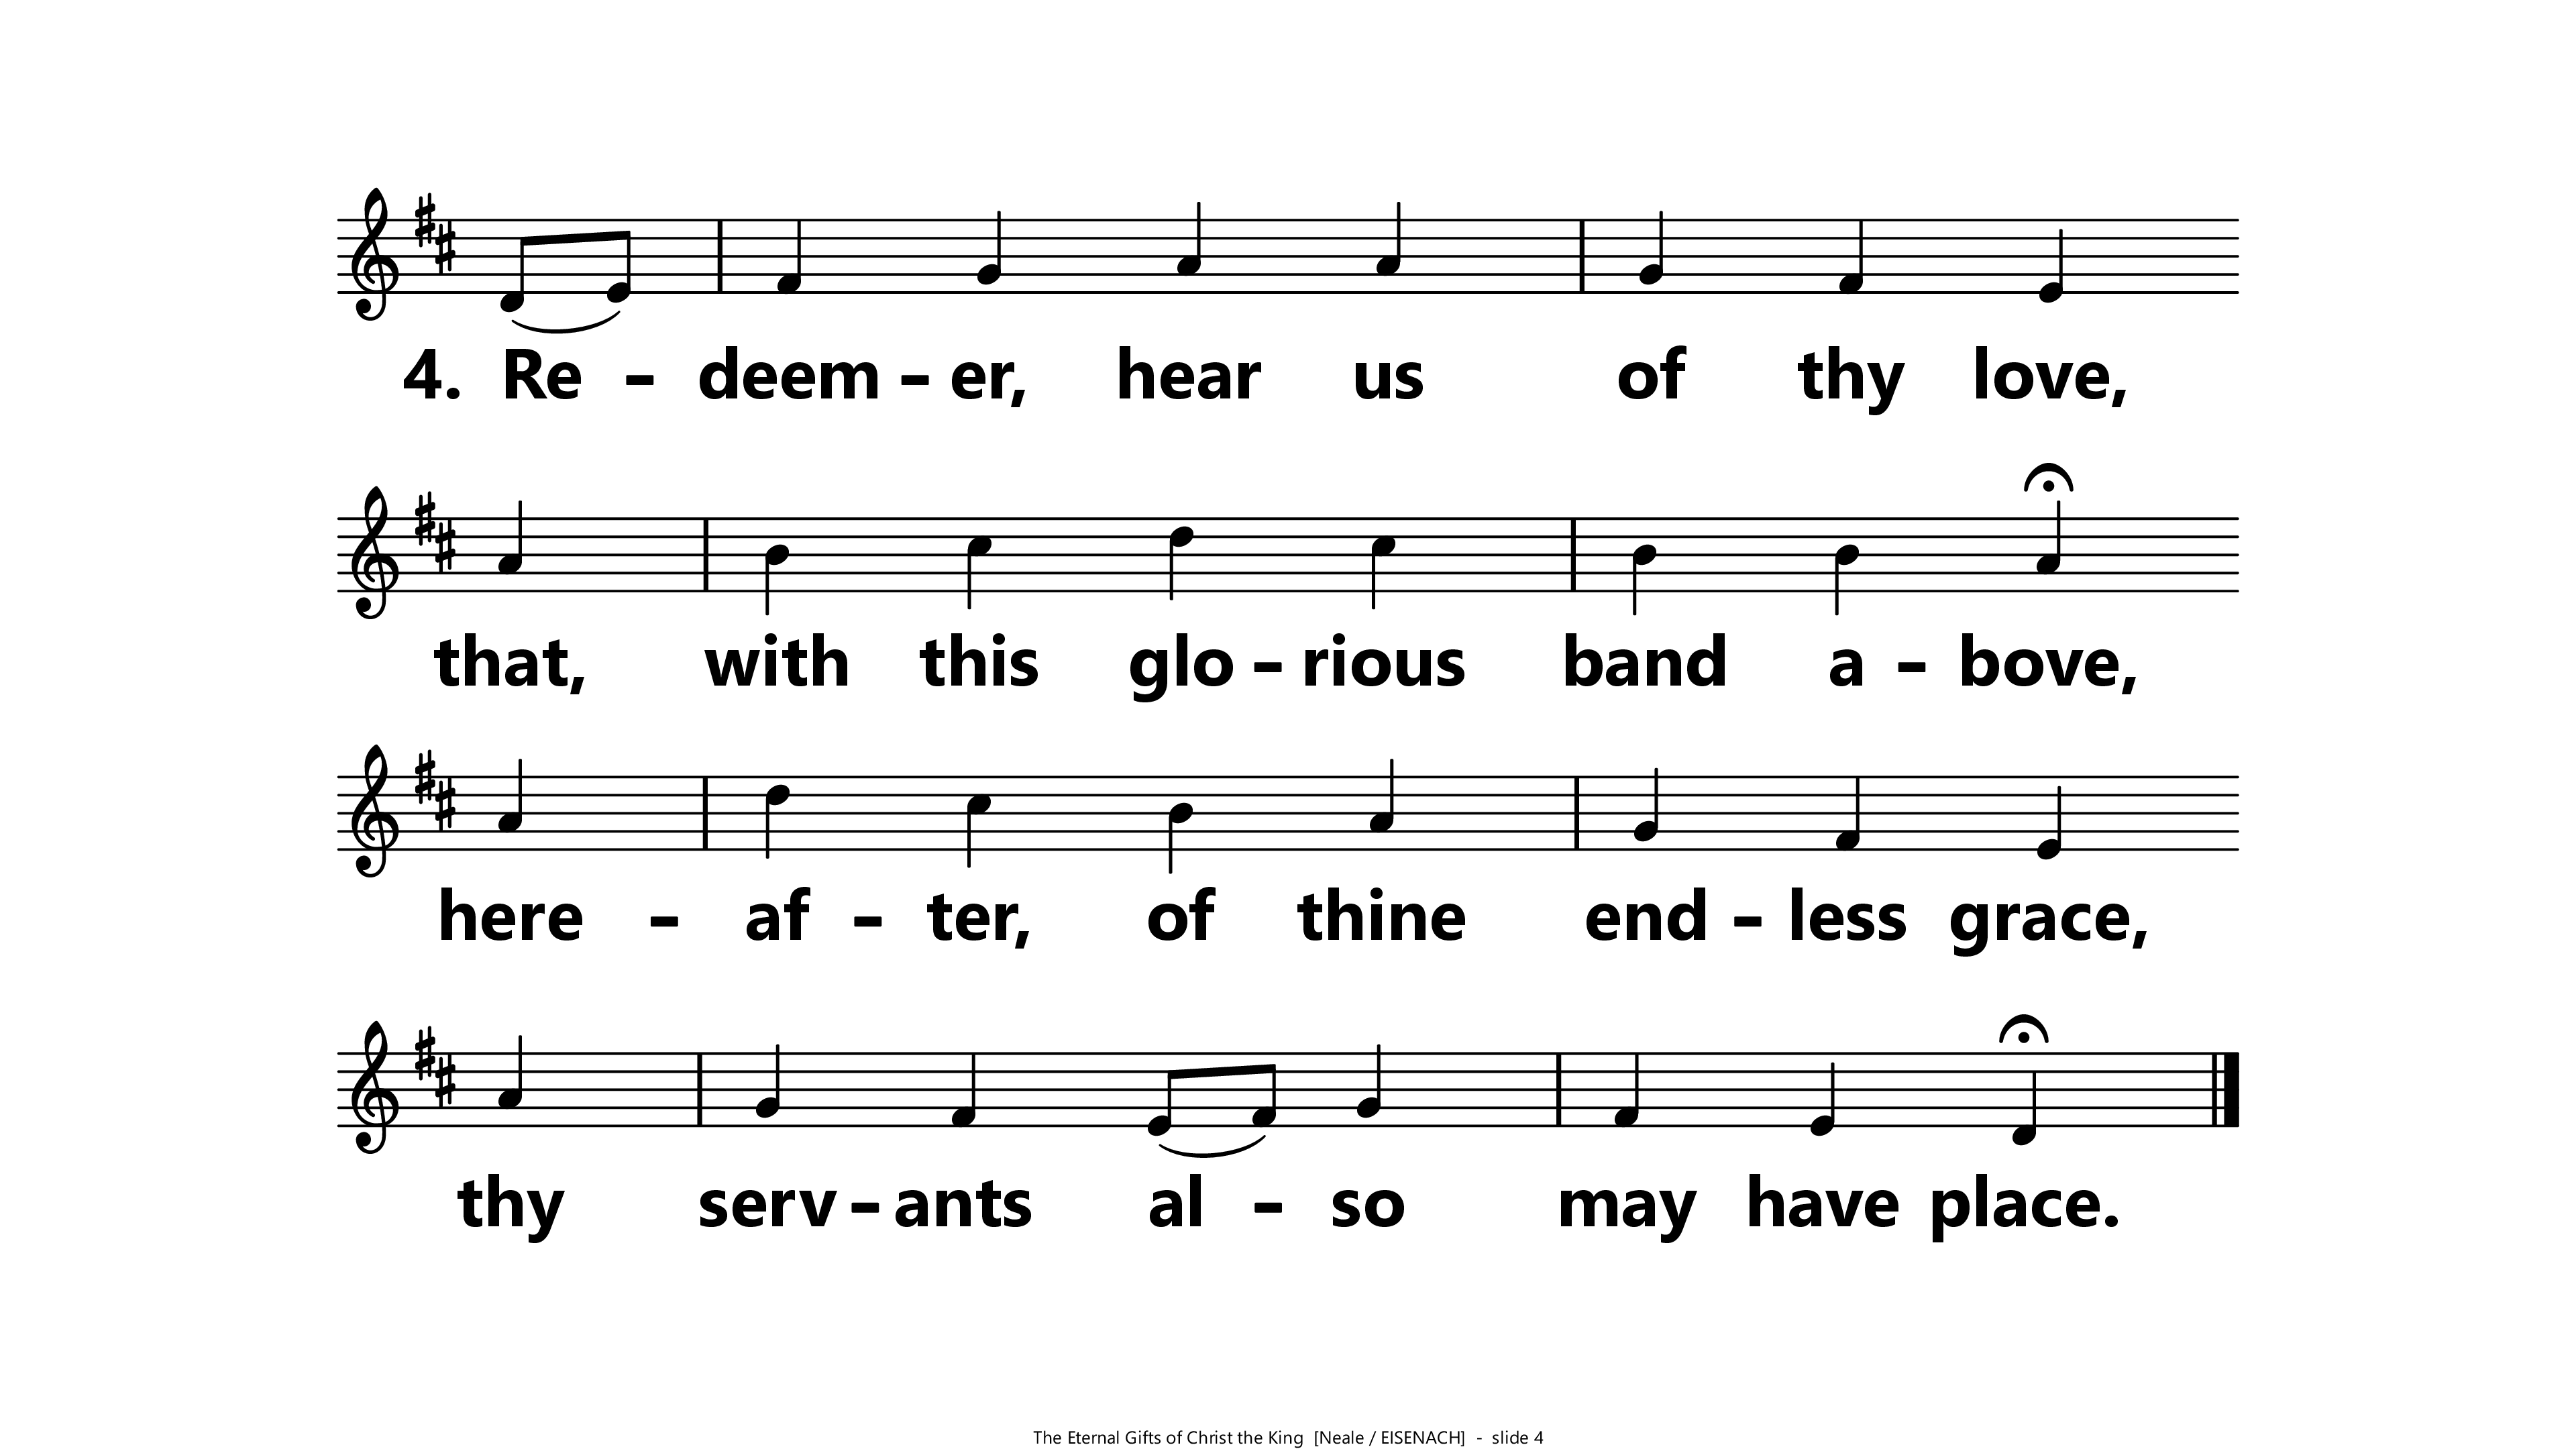 4. Re – deem – er, hear us of thy love,
that, with this glo – rious band a – bove,
here – af – ter, of thine end – less grace,
thy serv – ants al – so may have place.
The Eternal Gifts of Christ the King [Neale / EISENACH] - slide 4